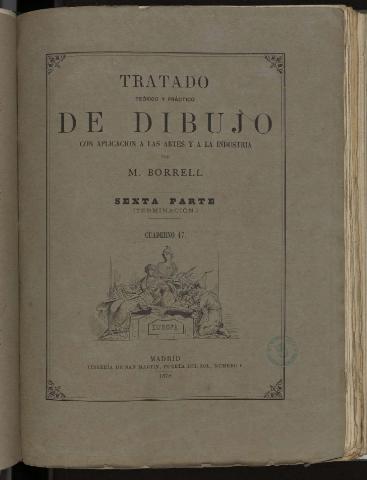 TRATADO
TEÓRICO Y PRÁCTICO
DE DIBUJO
CON APLICACION A LAS ARTES Y A LA INDUSTRIA
POR
M. BORRELL
SEXTA PARTE
(TERMINACION.)
CUADERNO 17.
EUROPA
MADRID
LIBRERÍA DE SAN MARTIN, PUERTA DEL SOL, NÚMERO 6